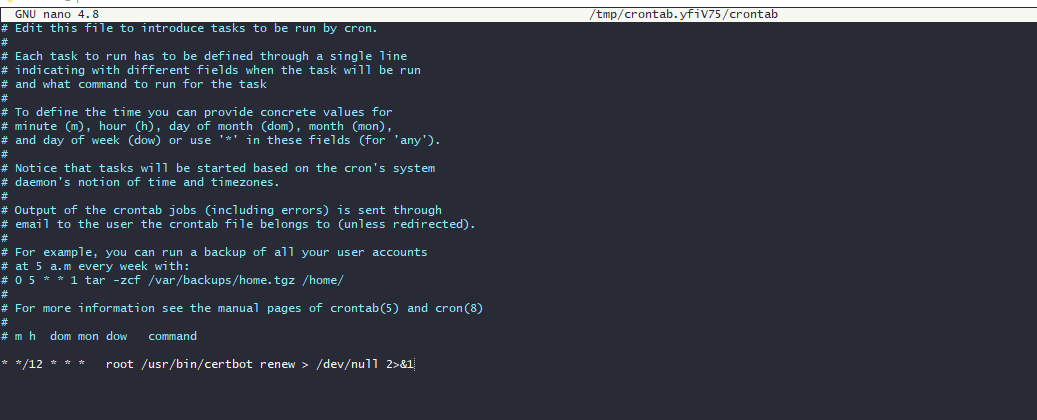 GNU nano 4.8 /tmp/crontab.yfiV75/crontab
# Edit this file to introduce tasks to be run by cron.
#
# Each task to run has to be defined through a single line
# indicating with different fields when the task will be run
# and what command to run for the task
#
# To define the time you can provide concrete values for
# minute (m), hour (h), day of month (dom), month (mon),
# and day of week (dow) or use '*' in these fields (for 'any').
#
# Notice that tasks will be started based on the cron's system
# daemon's notion of time and timezones.
#
# Output of the crontab jobs (including errors) is sent through
# email to the user the crontab file belongs to (unless redirected).
#
# For example, you can run a backup of all your user accounts
# at 5 a.m every week with:
# 0 5 * * 1 tar -zcf /var/backups/home.tgz /home/
#
# For more information see the manual pages of crontab(5) and cron(8)
#
# m h  dom mon dow   command
* */12 * * *   root /usr/bin/certbot renew > /dev/null 2>&1